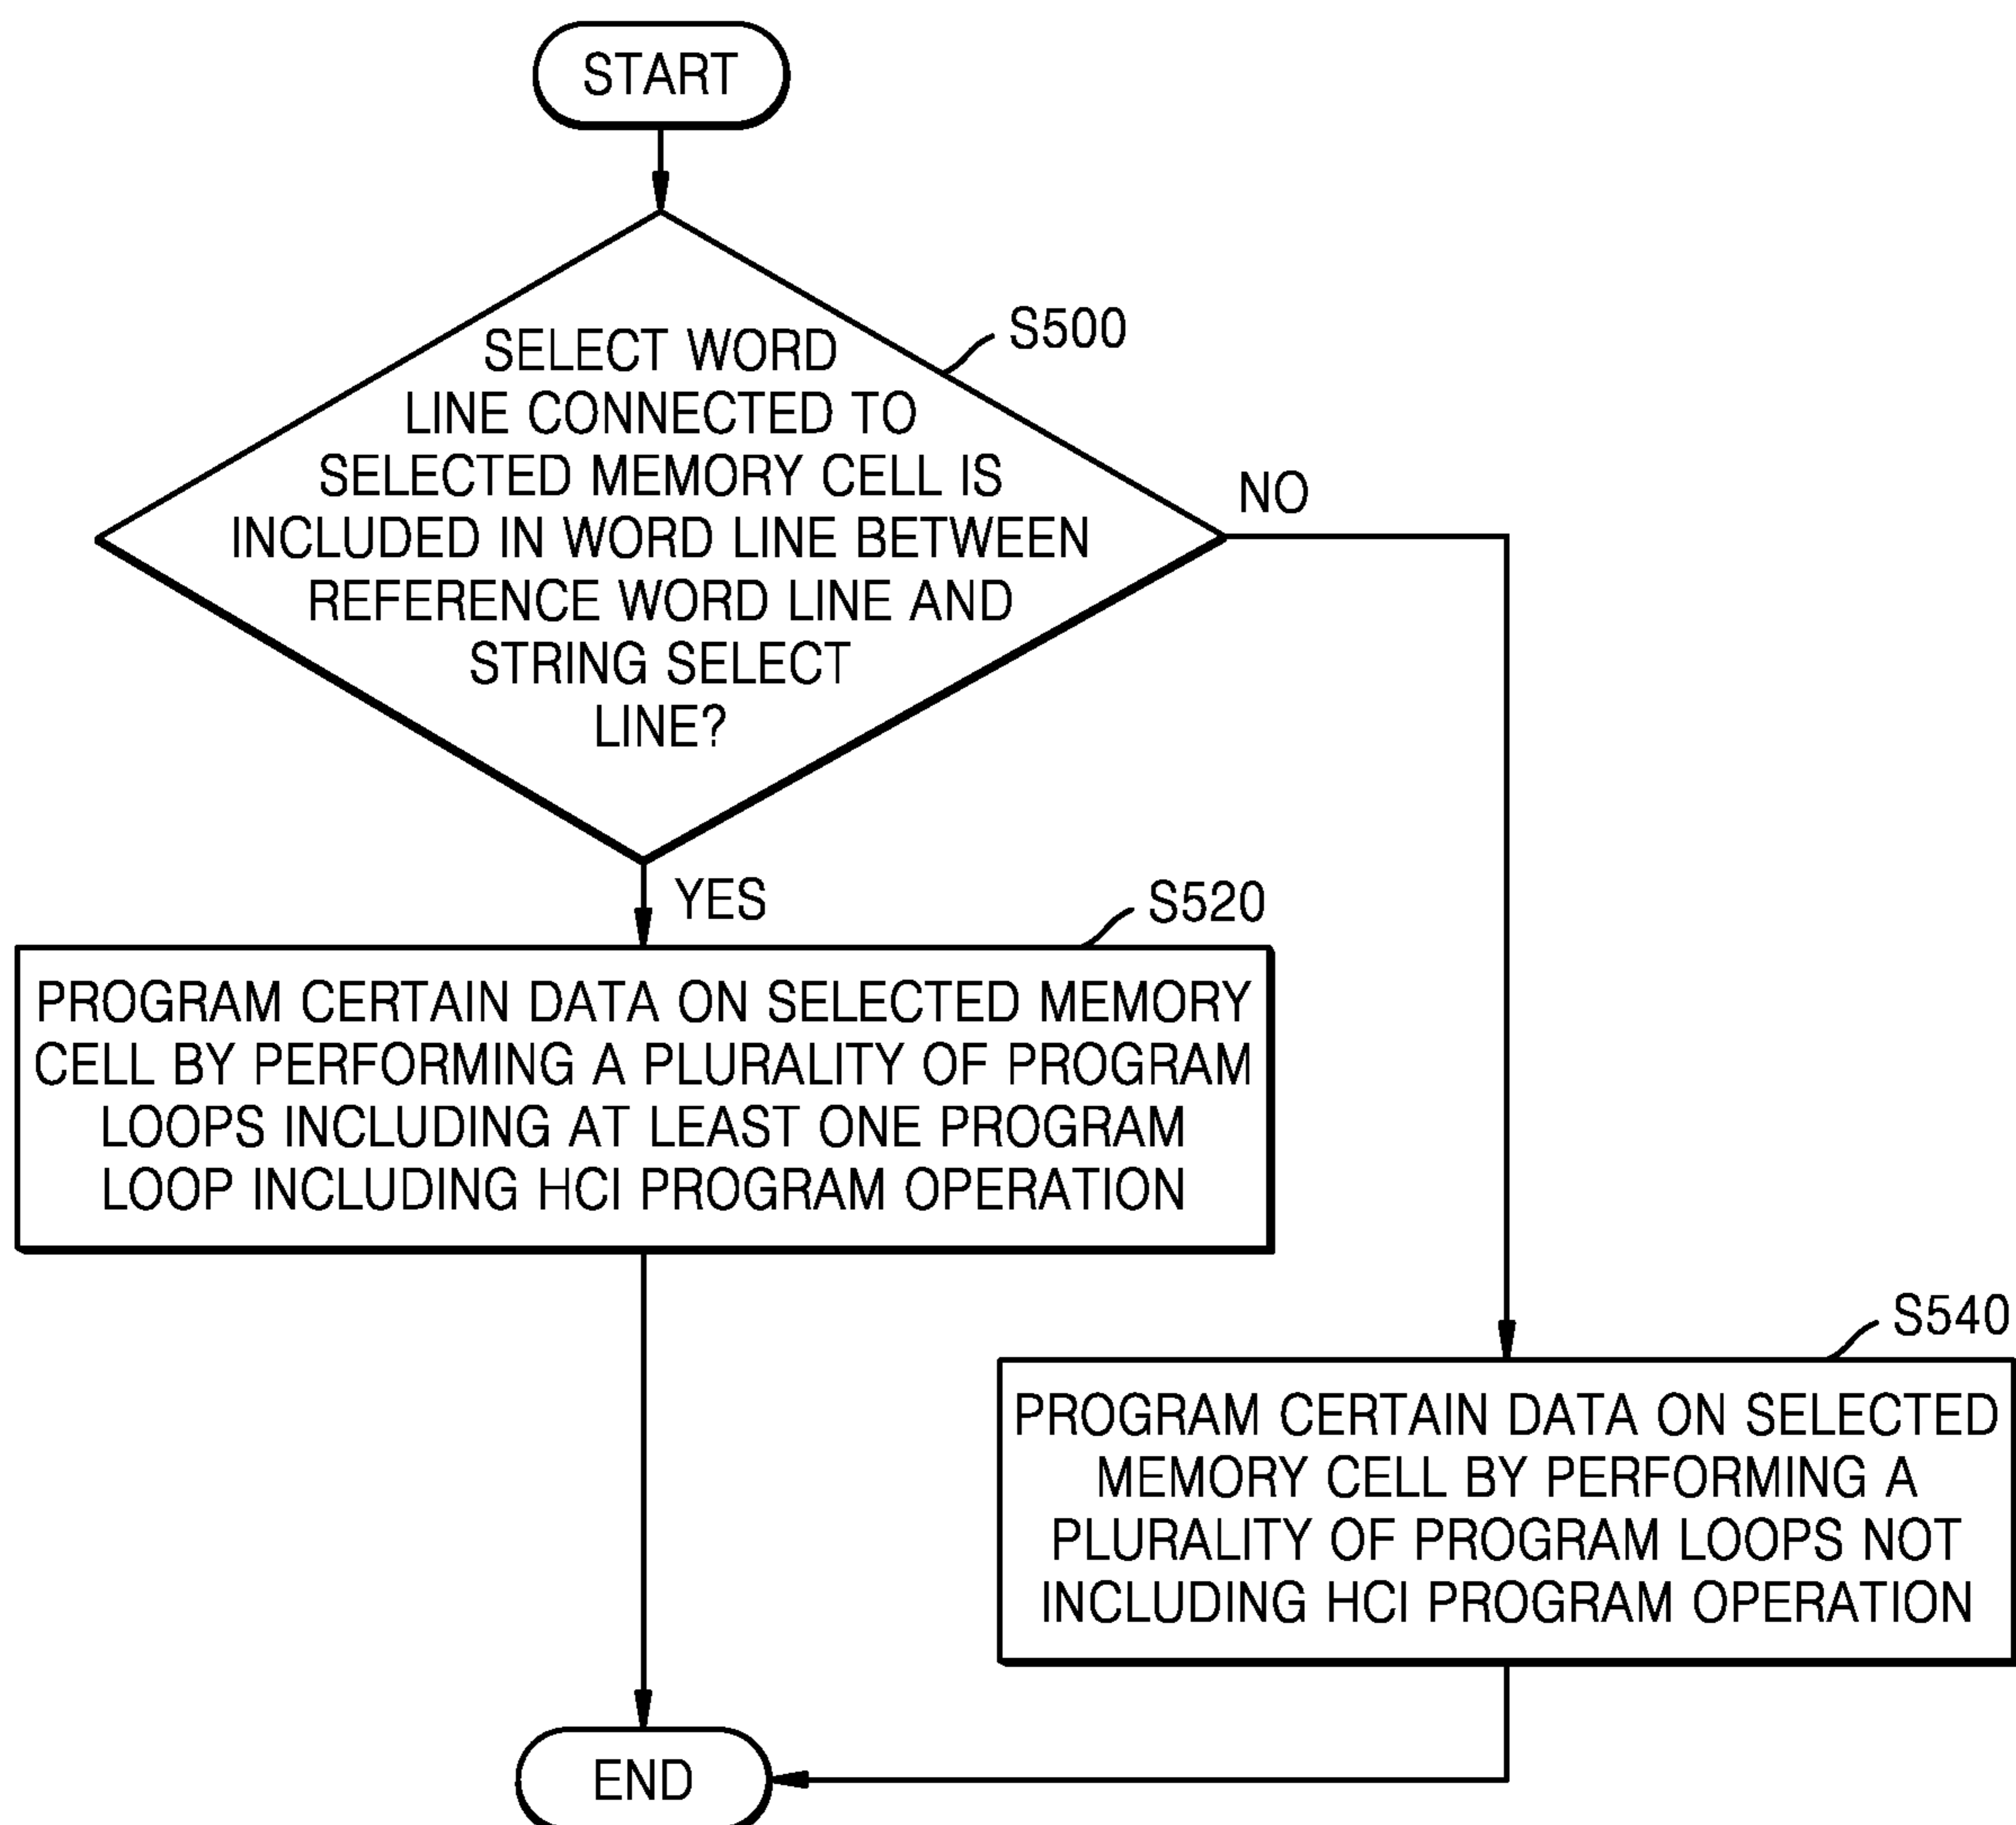 START
S500
SELECT WORD
LINE CONNECTED TO
SELECTED MEMORY CELL IS
INCLUDED IN WORD LINE BETWEEN
REFERENCE WORD LINE AND
STRING SELECT
LINE?
NO
YES
S520
PROGRAM CERTAIN DATA ON SELECTED MEMORY
CELL BY PERFORMING A PLURALITY OF PROGRAM
LOOPS INCLUDING AT LEAST ONE PROGRAM
LOOP INCLUDING HCI PROGRAM OPERATION
S540
PROGRAM CERTAIN DATA ON SELECTED
MEMORY CELL BY PERFORMING A
PLURALITY OF PROGRAM LOOPS NOT
INCLUDING HCI PROGRAM OPERATION
END